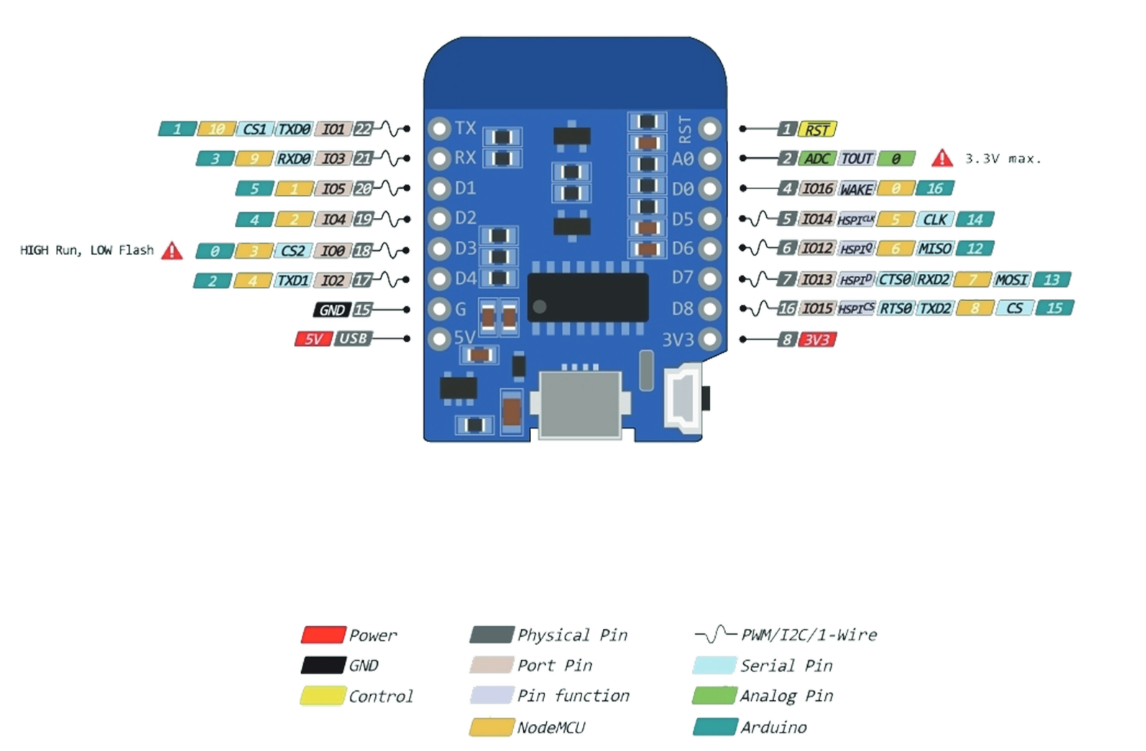 1 10 CS1 TXD0 IO1 22 TX RST 1 RST
3 9 RXD0 IO3 21 RX A0 2 ADC TOUT 0 3.3V max.
5 1 IO5 20 D1 D0 4 IO16 WAKE 0 16
4 2 IO4 19 D2 D5 5 IO14 HSPICLK 5 CLK 14
HIGH Run, LOW Flash 0 3 CS2 IO0 18 D3 D6 6 IO12 HSPIQ 6 MISO 12
2 4 TXD1 IO2 17 D4 D7 7 IO13 HSPID CTS0 RXD2 7 MOSI 13
GND 15 G D8 16 IO15 HSPICS RTS0 TXD2 8 CS 15
5V USB 5V 3V3 8 3V3
Power Physical Pin PWM/I2C/1-Wire
GND Port Pin Serial Pin
Control Pin function Analog Pin
NodeMCU Arduino